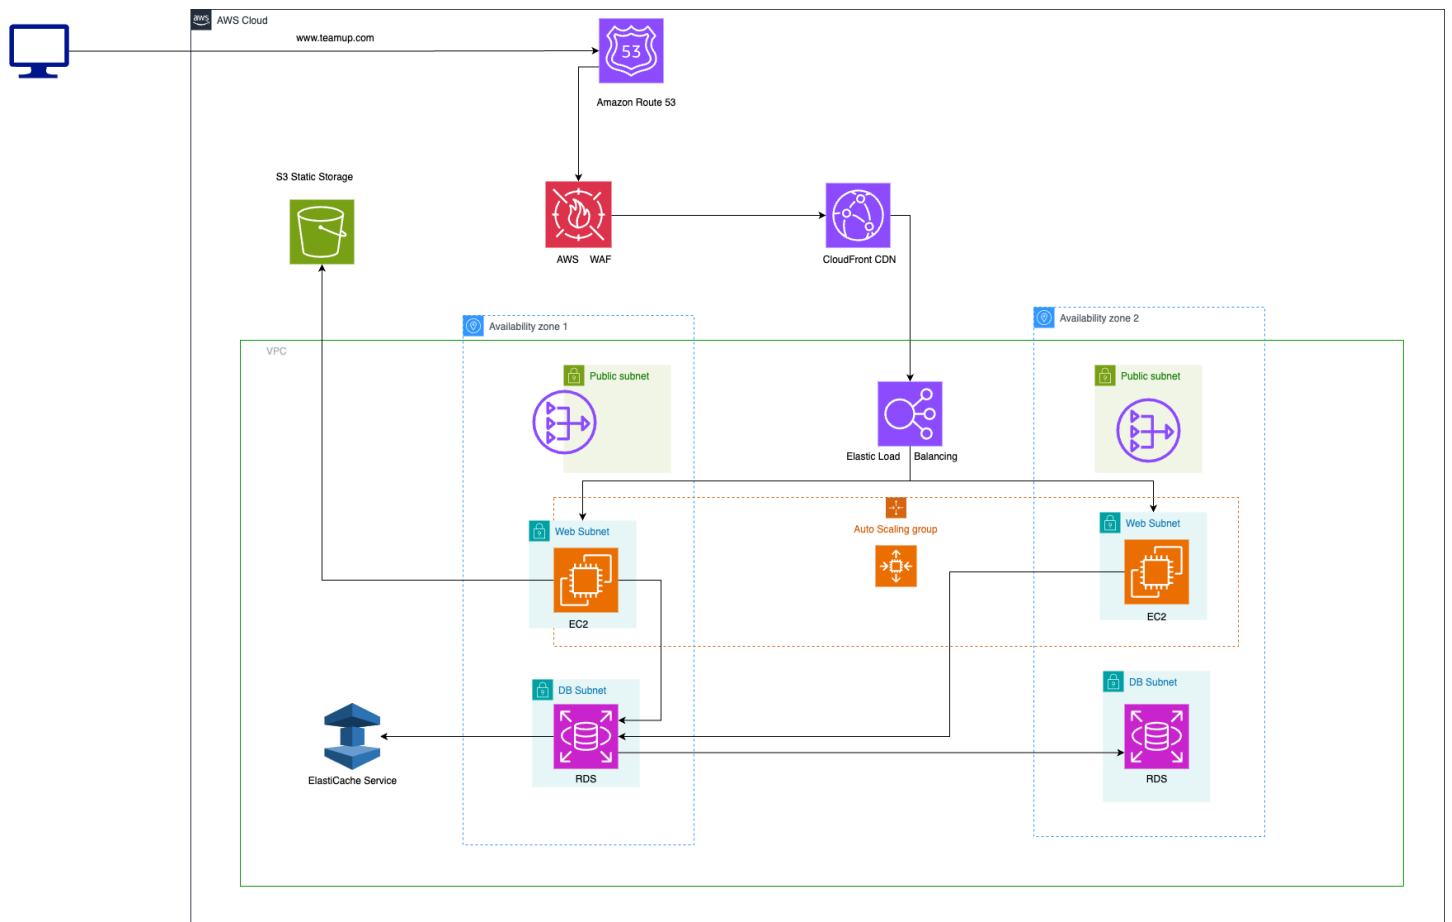 aws
AWS Cloud
www.teamup.com
53
Amazon Route 53
S3 Static Storage
AWS WAF
CloudFront CDN
Availability zone 1
Availability zone 2
VPC
Public subnet
Public subnet
Elastic Load Balancing
Auto Scaling group
Web Subnet
Web Subnet
EC2
EC2
DB Subnet
DB Subnet
RDS
RDS
ElastiCache Service